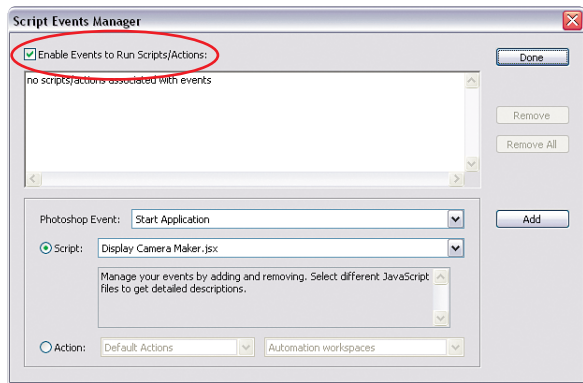 Script Events Manager
Enable Events to Run Scripts/Actions:
Done
no scripts/actions associated with events
Remove
Remove All
Photoshop Event: Start Application
Add
Script: Display Camera Maker.jsx
Manage your events by adding and removing. Select different JavaScript
files to get detailed descriptions.
Action: Default Actions Automation workspaces